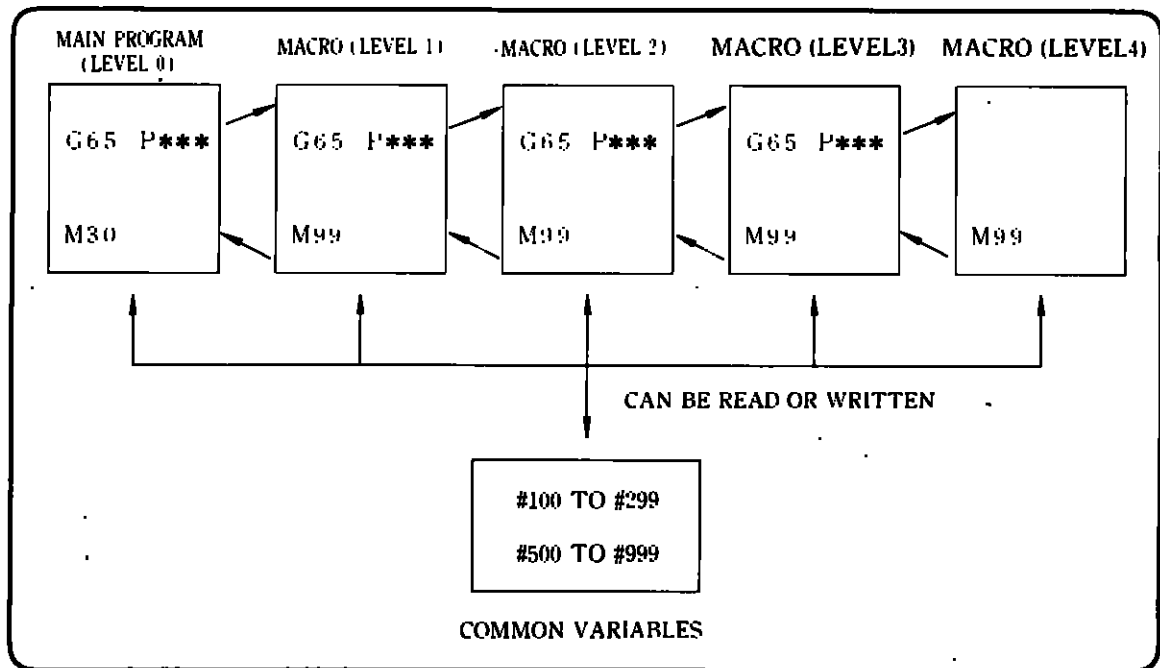 MAIN PROGRAM
(LEVEL 0)
MACRO (LEVEL 1)
MACRO (LEVEL 2)
MACRO (LEVEL3)
MACRO (LEVEL4)
G65 P***
G65 P***
G65 P***
G65 P***
M30
M99
M99
M99
M99
CAN BE READ OR WRITTEN
#100 TO #299
#500 TO #999
COMMON VARIABLES